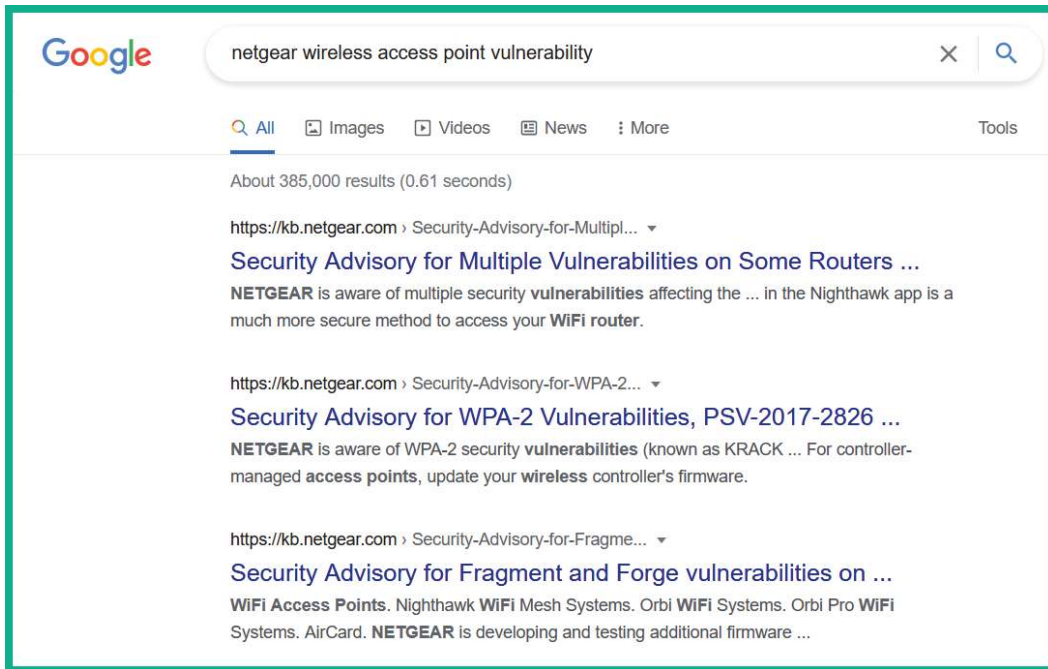 Google
netgear wireless access point vulnerability
All Images Videos News More Tools
About 385,000 results (0.61 seconds)
https://kb.netgear.com › Security-Advisory-for-Multipl...
Security Advisory for Multiple Vulnerabilities on Some Routers ...
NETGEAR is aware of multiple security vulnerabilities affecting the ... in the Nighthawk app is a
much more secure method to access your WiFi router.
https://kb.netgear.com › Security-Advisory-for-WPA-2...
Security Advisory for WPA-2 Vulnerabilities, PSV-2017-2826 ...
NETGEAR is aware of WPA-2 security vulnerabilities (known as KRACK ... For controller-
managed access points, update your wireless controller's firmware.
https://kb.netgear.com › Security-Advisory-for-Fragme...
Security Advisory for Fragment and Forge vulnerabilities on ...
WiFi Access Points. Nighthawk WiFi Mesh Systems. Orbi WiFi Systems. Orbi Pro WiFi
Systems. AirCard. NETGEAR is developing and testing additional firmware ...